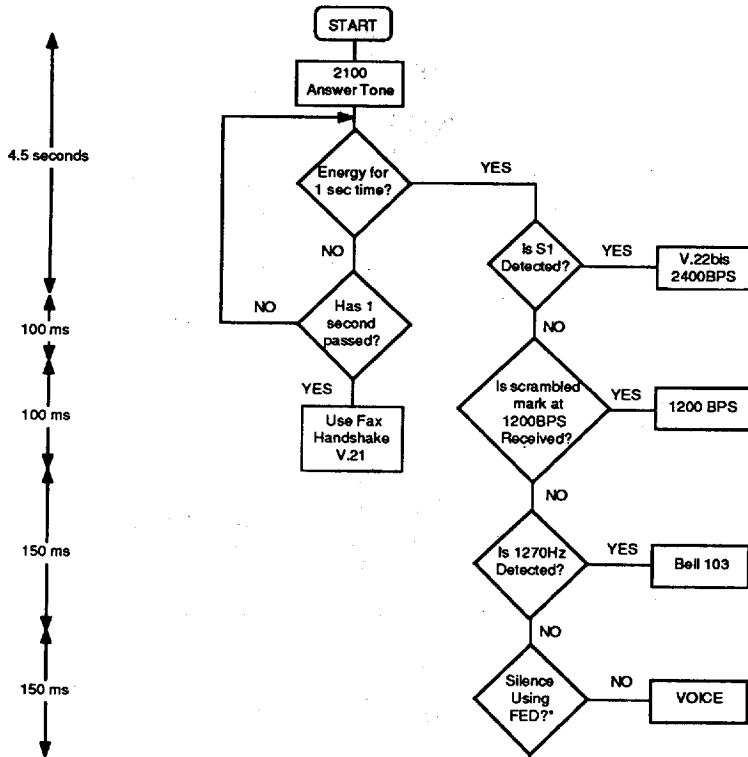 START
2100
Answer Tone
4.5 seconds
Energy for
1 sec time?
YES
NO
Is S1
Detected?
YES
V.22bis
2400BPS
NO
Has 1
second
passed?
NO
100 ms
YES
Is scrambled
mark at
1200BPS
Received?
YES
1200 BPS
100 ms
Use Fax
Handshake
V.21
NO
150 ms
Is 1270Hz
Detected?
YES
Bell 103
NO
150 ms
Silence
Using
FED?*
NO
VOICE